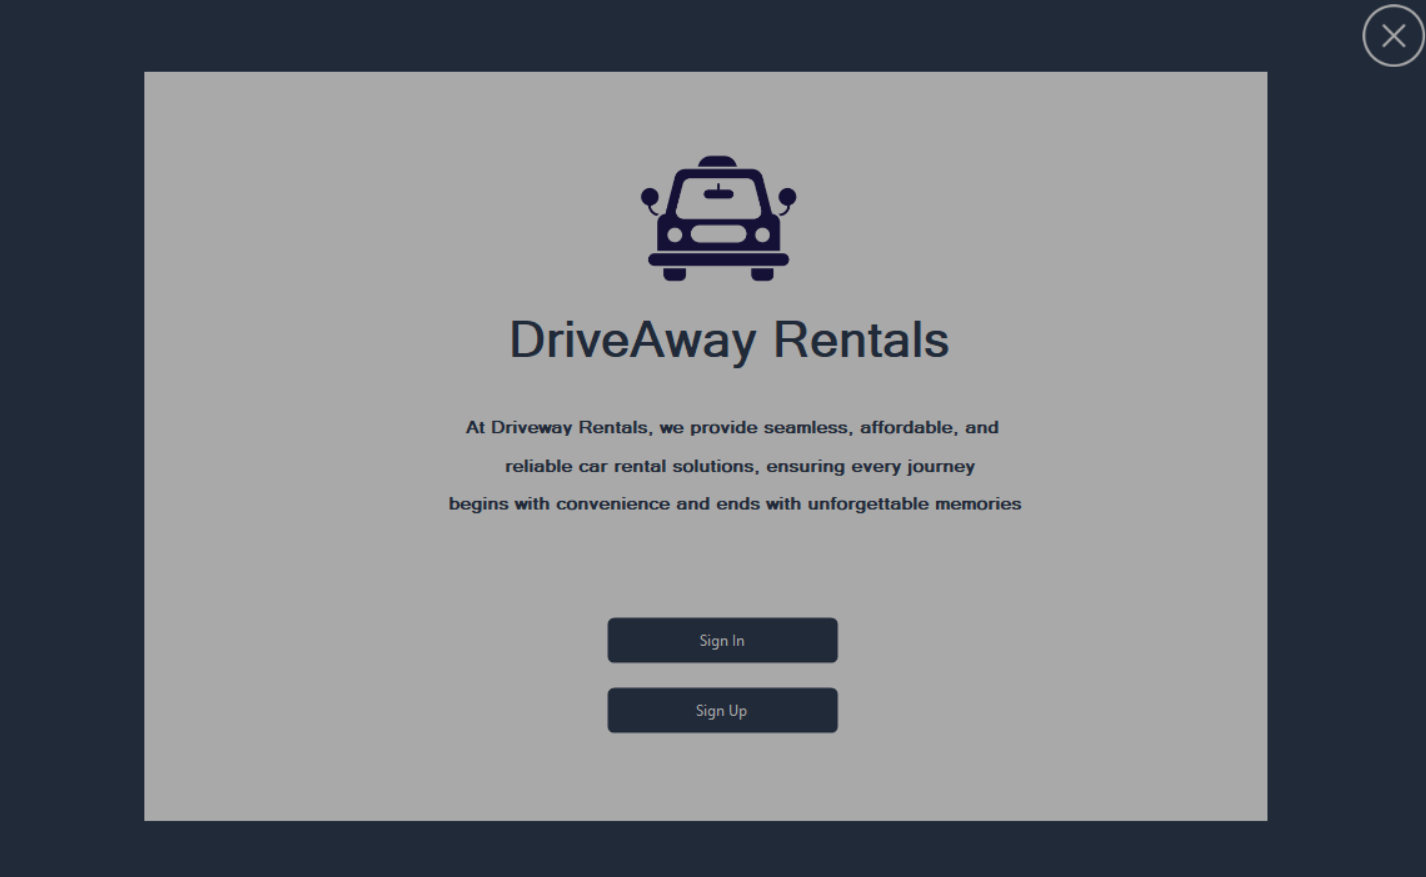 DriveAway Rentals
At Driveway Rentals, we provide seamless, affordable, and
reliable car rental solutions, ensuring every journey
begins with convenience and ends with unforgettable memories
Sign In
Sign Up